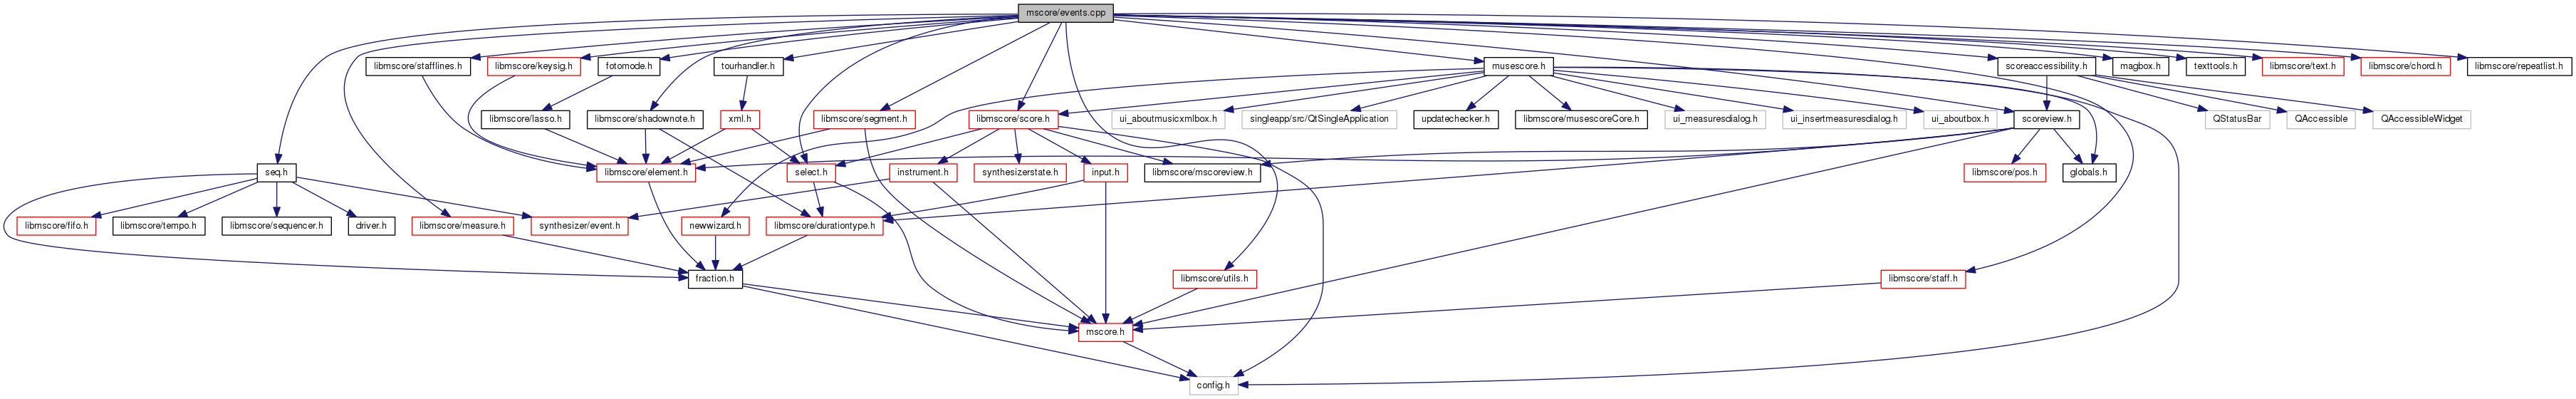 mscore/events.cpp
libmscore/stafflines.h
libmscore/keysig.h
fotomode.h
tourhandler.h
musescore.h
scoreaccessibility.h
magbox.h
texttools.h
libmscore/text.h
libmscore/chord.h
libmscore/repeatlist.h
libmscore/lasso.h
libmscore/shadownote.h
xml.h
libmscore/segment.h
libmscore/score.h
ui_aboutmusicxmlbox.h
singleapp/src/QtSingleApplication
updatechecker.h
libmscore/musescoreCore.h
ui_measuresdialog.h
ui_insertmeasuresdialog.h
ui_aboutbox.h
scoreview.h
QStatusBar
QAccessible
QAccessibleWidget
seq.h
libmscore/element.h
select.h
instrument.h
synthesizerstate.h
input.h
libmscore/mscoreview.h
libmscore/pos.h
globals.h
libmscore/fifo.h
libmscore/tempo.h
libmscore/sequencer.h
driver.h
libmscore/measure.h
synthesizer/event.h
newwizard.h
libmscore/durationtype.h
fraction.h
libmscore/utils.h
libmscore/staff.h
mscore.h
config.h